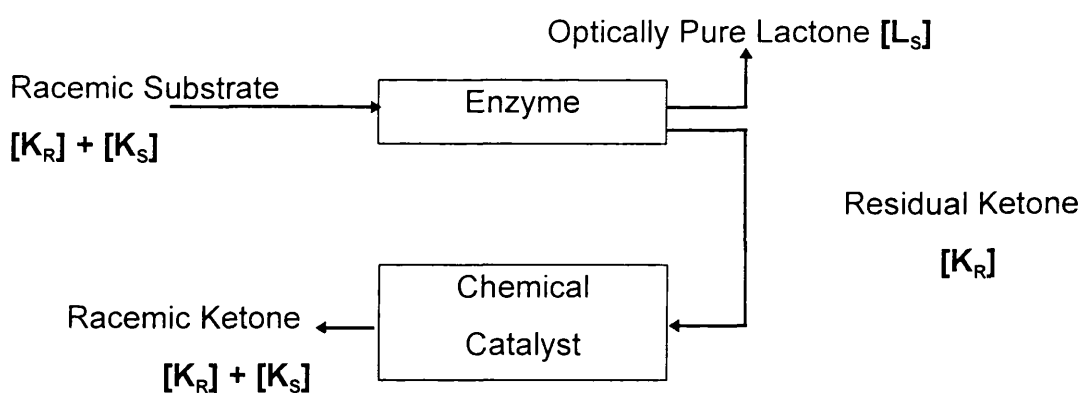 Optically Pure Lactone [L_S]
Racemic Substrate
Enzyme
[K_R] + [K_S]
Residual Ketone
[K_R]
Chemical
Catalyst
Racemic Ketone
[K_R] + [K_S]